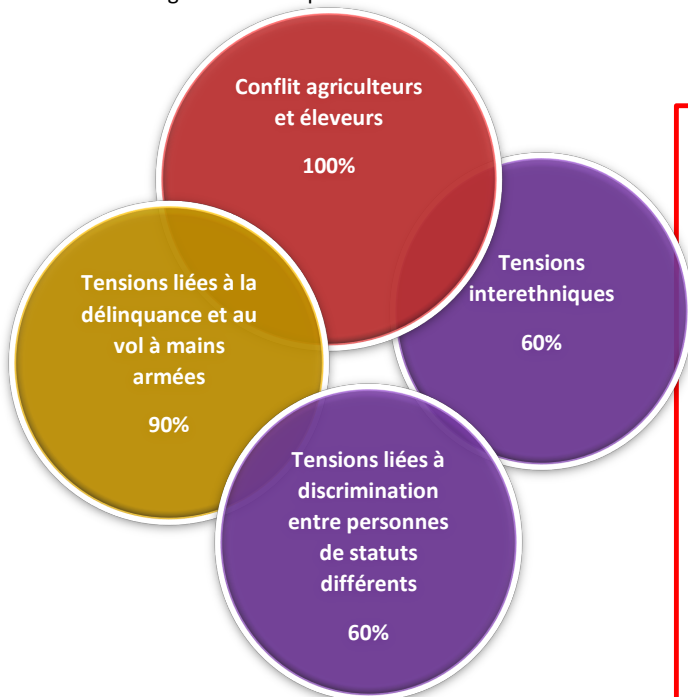 Conflit agriculteurs
et éleveurs
100%
Tensions
interethniques
60%
Tensions liées à la
délinquance et au
vol à mains
armées
90%
Tensions liées à
discrimination
entre personnes
de statuts
différents
60%